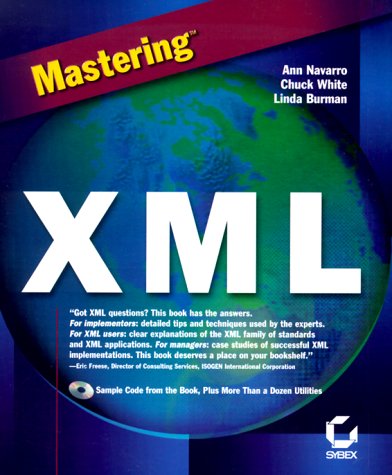 Mastering™
Ann Navarro
Chuck White
Linda Burman
XML
“Got XML questions? This book has the answers.
For implementors: detailed tips and techniques used by the experts.
For XML users: clear explanations of the XML family of standards
and XML applications. For managers: case studies of successful XML
implementations. This book deserves a place on your bookshelf.”
—Eric Freese, Director of Consulting Services, ISOGEN International Corporation
Sample Code from the Book, Plus More Than a Dozen Utilities
SYBEX